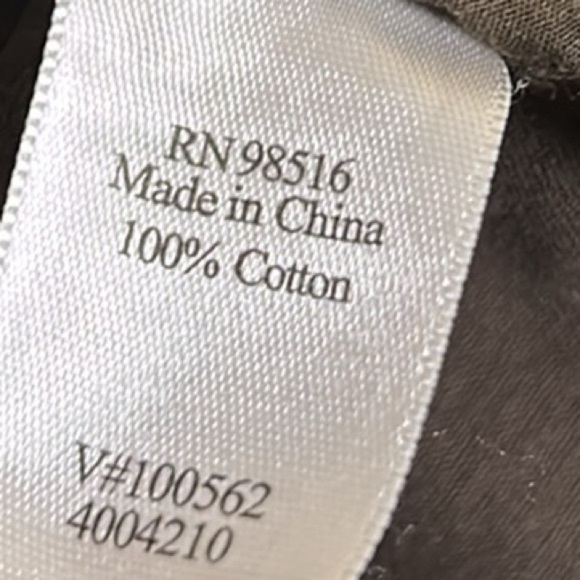 RN 98516
Made in China
100% Cotton
V#100562
4004210